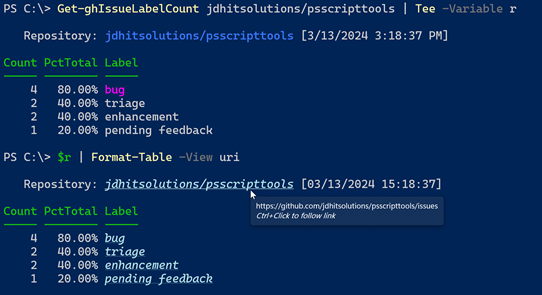 PS C:\> Get-ghIssueLabelCount jdhitsolutions/psscripttools | Tee -Variable r
Repository: jdhitsolutions/psscripttools [3/13/2024 3:18:37 PM]
Count PctTotal Label
----- -------- -----
4 80.00% bug
2 40.00% triage
2 40.00% enhancement
1 20.00% pending feedback
PS C:\> $r | Format-Table -View uri
Repository: jdhitsolutions/psscripttools [03/13/2024 15:18:37]
https://github.com/jdhitsolutions/psscripttools/issues
Ctrl+Click to follow link
Count PctTotal Label
----- -------- -----
4 80.00% bug
2 40.00% triage
2 40.00% enhancement
1 20.00% pending feedback